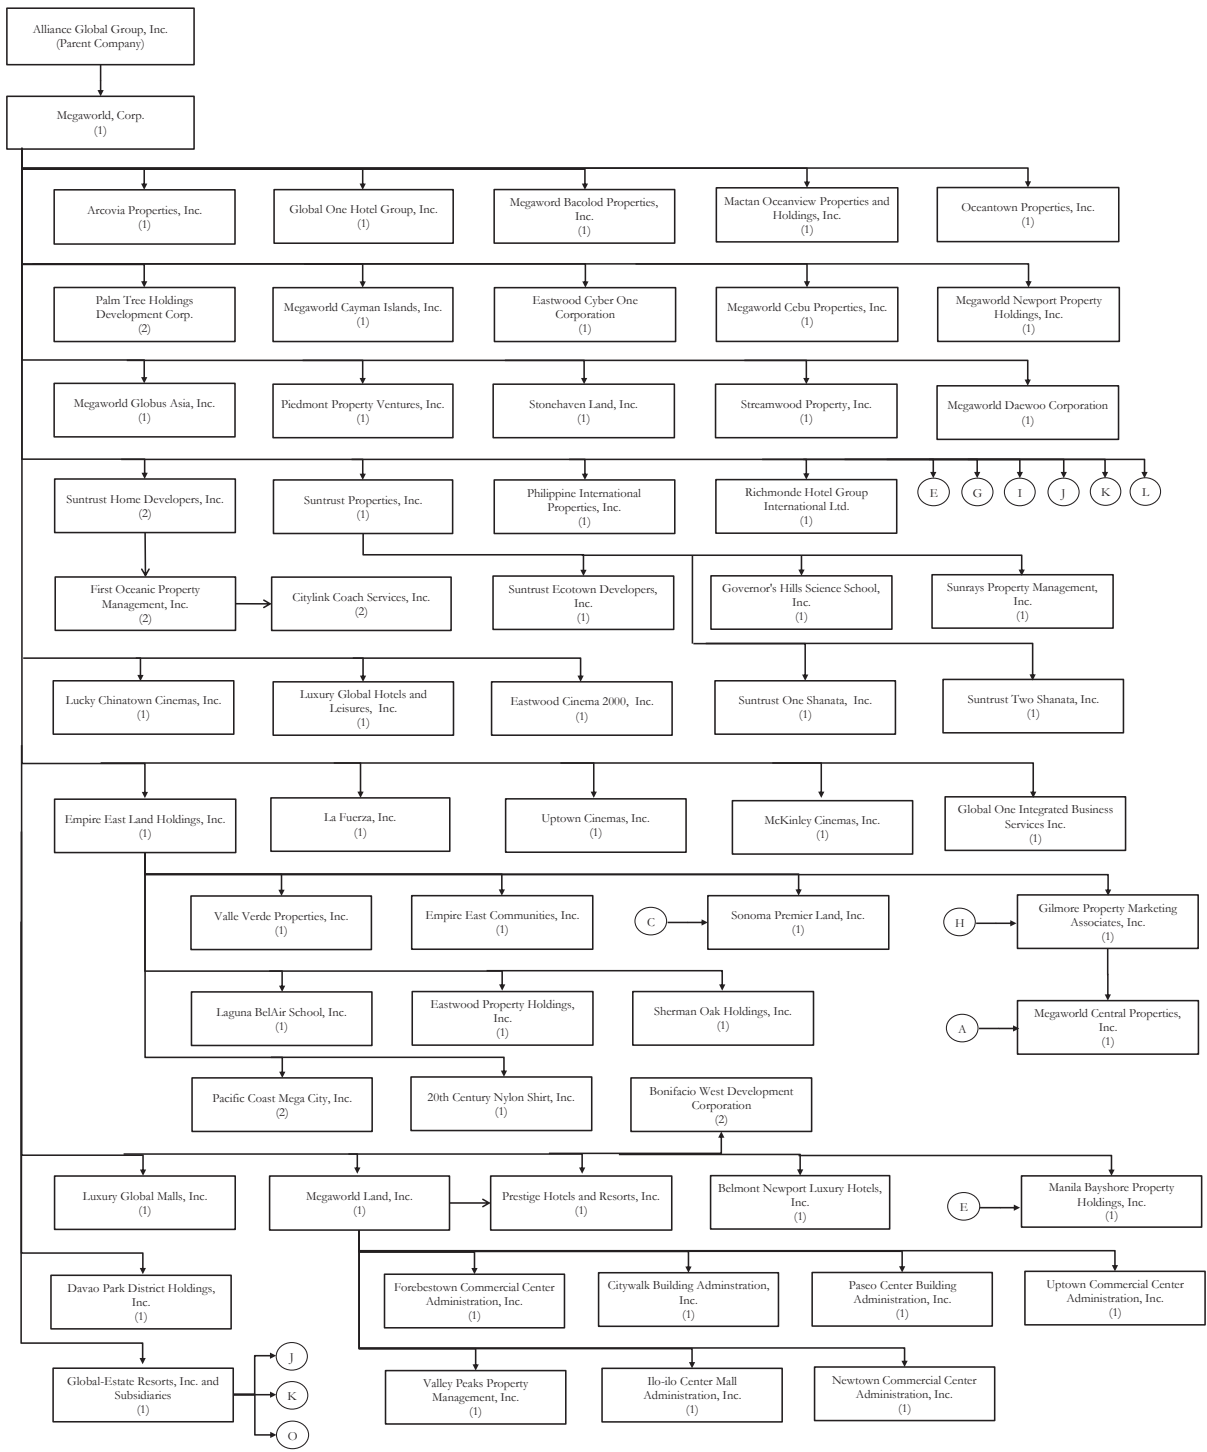 Alliance Global Group, Inc.
(Parent Company)
Megaworld, Corp.
(1)
Arcovia Properties, Inc.
(1)
Global One Hotel Group, Inc.
(1)
Megaword Bacolod Properties,
Inc.
(1)
Mactan Oceanview Properties and
Holdings, Inc.
(1)
Oceantown Properties, Inc.
(1)
Palm Tree Holdings
Development Corp.
(2)
Megaworld Cayman Islands, Inc.
(1)
Eastwood Cyber One
Corporation
(1)
Megaworld Cebu Properties, Inc.
(1)
Megaworld Newport Property
Holdings, Inc.
(1)
Megaworld Globus Asia, Inc.
(1)
Piedmont Property Ventures, Inc.
(1)
Stonehaven Land, Inc.
(1)
Streamwood Property, Inc.
(1)
Megaworld Daewoo Corporation
(1)
Suntrust Home Developers, Inc.
(2)
Suntrust Properties, Inc.
(1)
Philippine International
Properties, Inc.
(1)
Richmonde Hotel Group
International Ltd.
(1)
E
G
I
J
K
L
First Oceanic Property
Management, Inc.
(2)
Citylink Coach Services, Inc.
(2)
Suntrust Ecotown Developers,
Inc.
(1)
Governor's Hills Science School,
Inc.
(1)
Sunrays Property Management,
Inc.
(1)
Lucky Chinatown Cinemas, Inc.
(1)
Luxury Global Hotels and
Leisures, Inc.
(1)
Eastwood Cinema 2000, Inc.
(1)
Suntrust One Shanata, Inc.
(1)
Suntrust Two Shanata, Inc.
(1)
Empire East Land Holdings, Inc.
(1)
La Fuerza, Inc.
(1)
Uptown Cinemas, Inc.
(1)
McKinley Cinemas, Inc.
(1)
Global One Integrated Business
Services Inc.
(1)
Valle Verde Properties, Inc.
(1)
Empire East Communities, Inc.
(1)
C
Sonoma Premier Land, Inc.
(1)
H
Gilmore Property Marketing
Associates, Inc.
(1)
Laguna BelAir School, Inc.
(1)
Eastwood Property Holdings,
Inc.
(1)
Sherman Oak Holdings, Inc.
(1)
A
Megaworld Central Properties,
Inc.
(1)
Pacific Coast Mega City, Inc.
(2)
20th Century Nylon Shirt, Inc.
(1)
Bonifacio West Development
Corporation
(2)
Luxury Global Malls, Inc.
(1)
Megaworld Land, Inc.
(1)
Prestige Hotels and Resorts, Inc.
(1)
Belmont Newport Luxury Hotels,
Inc.
(1)
E
Manila Bayshore Property
Holdings, Inc.
(1)
Davao Park District Holdings,
Inc.
(1)
Forebestown Commercial Center
Administration, Inc.
(1)
Citywalk Building Adminstration,
Inc.
(1)
Paseo Center Building
Administration, Inc.
(1)
Uptown Commercial Center
Administration, Inc.
(1)
Global-Estate Resorts, Inc. and
Subsidiaries
(1)
J
K
O
Valley Peaks Property
Management, Inc.
(1)
Ilo-ilo Center Mall
Administration, Inc.
(1)
Newtown Commercial Center
Administration, Inc.
(1)